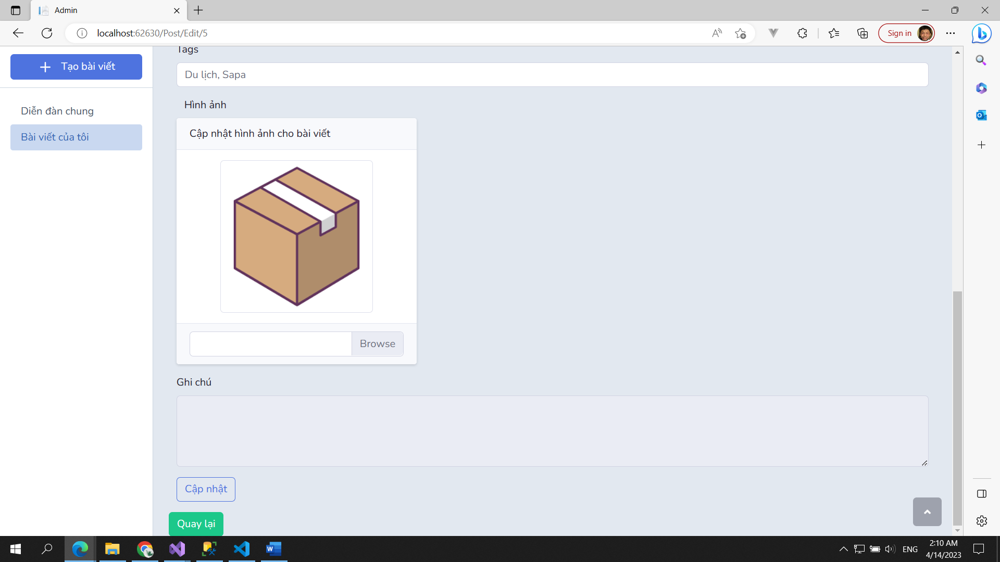 Admin
localhost:62630/Post/Edit/5
Sign in
Tạo bài viết
Diễn đàn chung
Bài viết của tôi
Tags
Du lịch, Sapa
Hình ảnh
Cập nhật hình ảnh cho bài viết
Browse
Ghi chú
Cập nhật
Quay lại
ENG
2:10 AM
4/14/2023